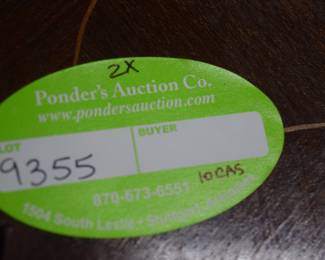 2X
Ponder's Auction Co.
www.pondersauction.com
LOT
BUYER
9355
870-673-6551
10CAS
1504 South Leslie • Stuttgart, Arkansas